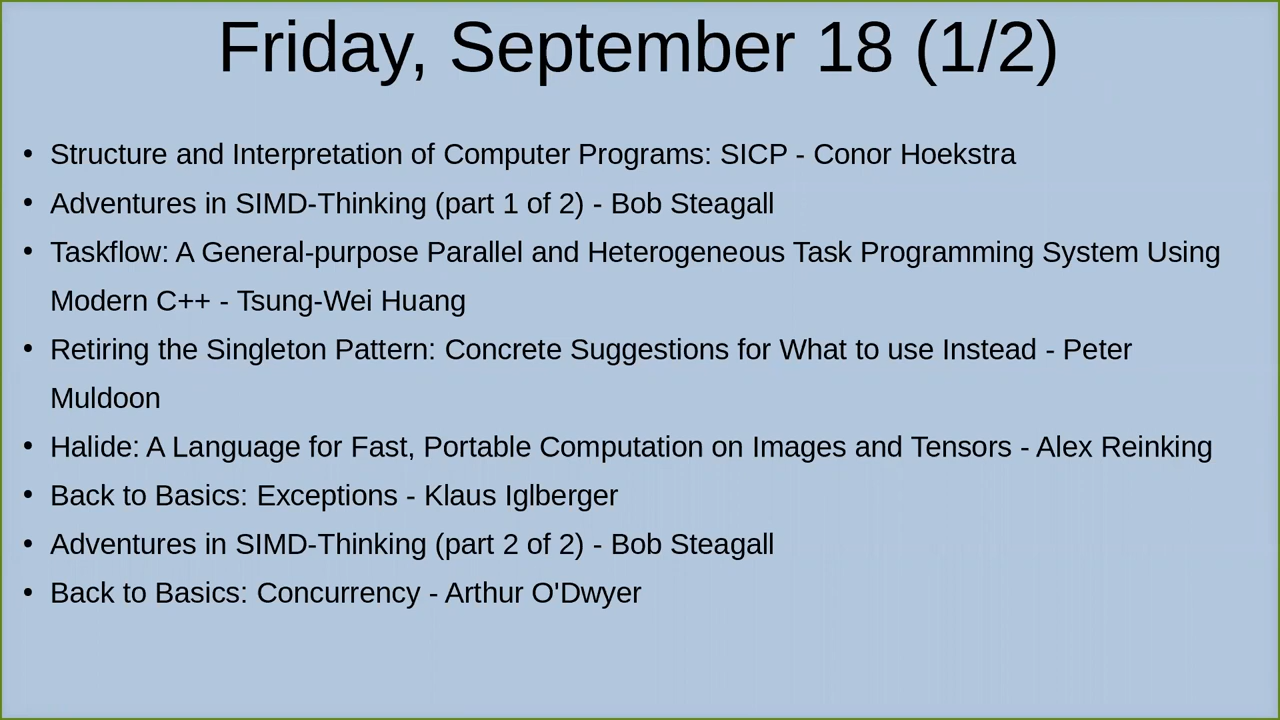 Friday, September 18 (1/2)
• Structure and Interpretation of Computer Programs: SICP - Conor Hoekstra
• Adventures in SIMD-Thinking (part 1 of 2) - Bob Steagall
• Taskflow: A General-purpose Parallel and Heterogeneous Task Programming System Using
Modern C++ - Tsung-Wei Huang
• Retiring the Singleton Pattern: Concrete Suggestions for What to use Instead - Peter
Muldoon
• Halide: A Language for Fast, Portable Computation on Images and Tensors - Alex Reinking
• Back to Basics: Exceptions - Klaus Iglberger
• Adventures in SIMD-Thinking (part 2 of 2) - Bob Steagall
• Back to Basics: Concurrency - Arthur O'Dwyer